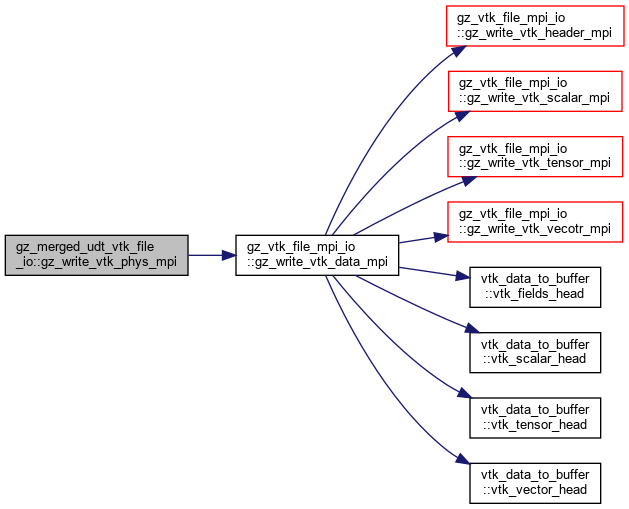 gz_merged_udt_vtk_file
_io::gz_write_vtk_phys_mpi
gz_vtk_file_mpi_io
::gz_write_vtk_data_mpi
gz_vtk_file_mpi_io
::gz_write_vtk_header_mpi
gz_vtk_file_mpi_io
::gz_write_vtk_scalar_mpi
gz_vtk_file_mpi_io
::gz_write_vtk_tensor_mpi
gz_vtk_file_mpi_io
::gz_write_vtk_vecotr_mpi
vtk_data_to_buffer
::vtk_fields_head
vtk_data_to_buffer
::vtk_scalar_head
vtk_data_to_buffer
::vtk_tensor_head
vtk_data_to_buffer
::vtk_vector_head